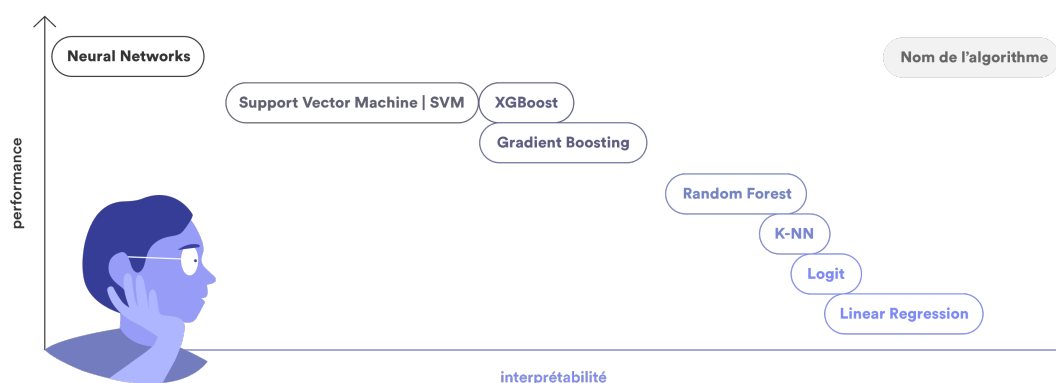 Neural Networks
Nom de l'algorithme
Support Vector Machine | SVM
XGBoost
Gradient Boosting
performance
Random Forest
K-NN
Logit
Linear Regression
interprétabilité